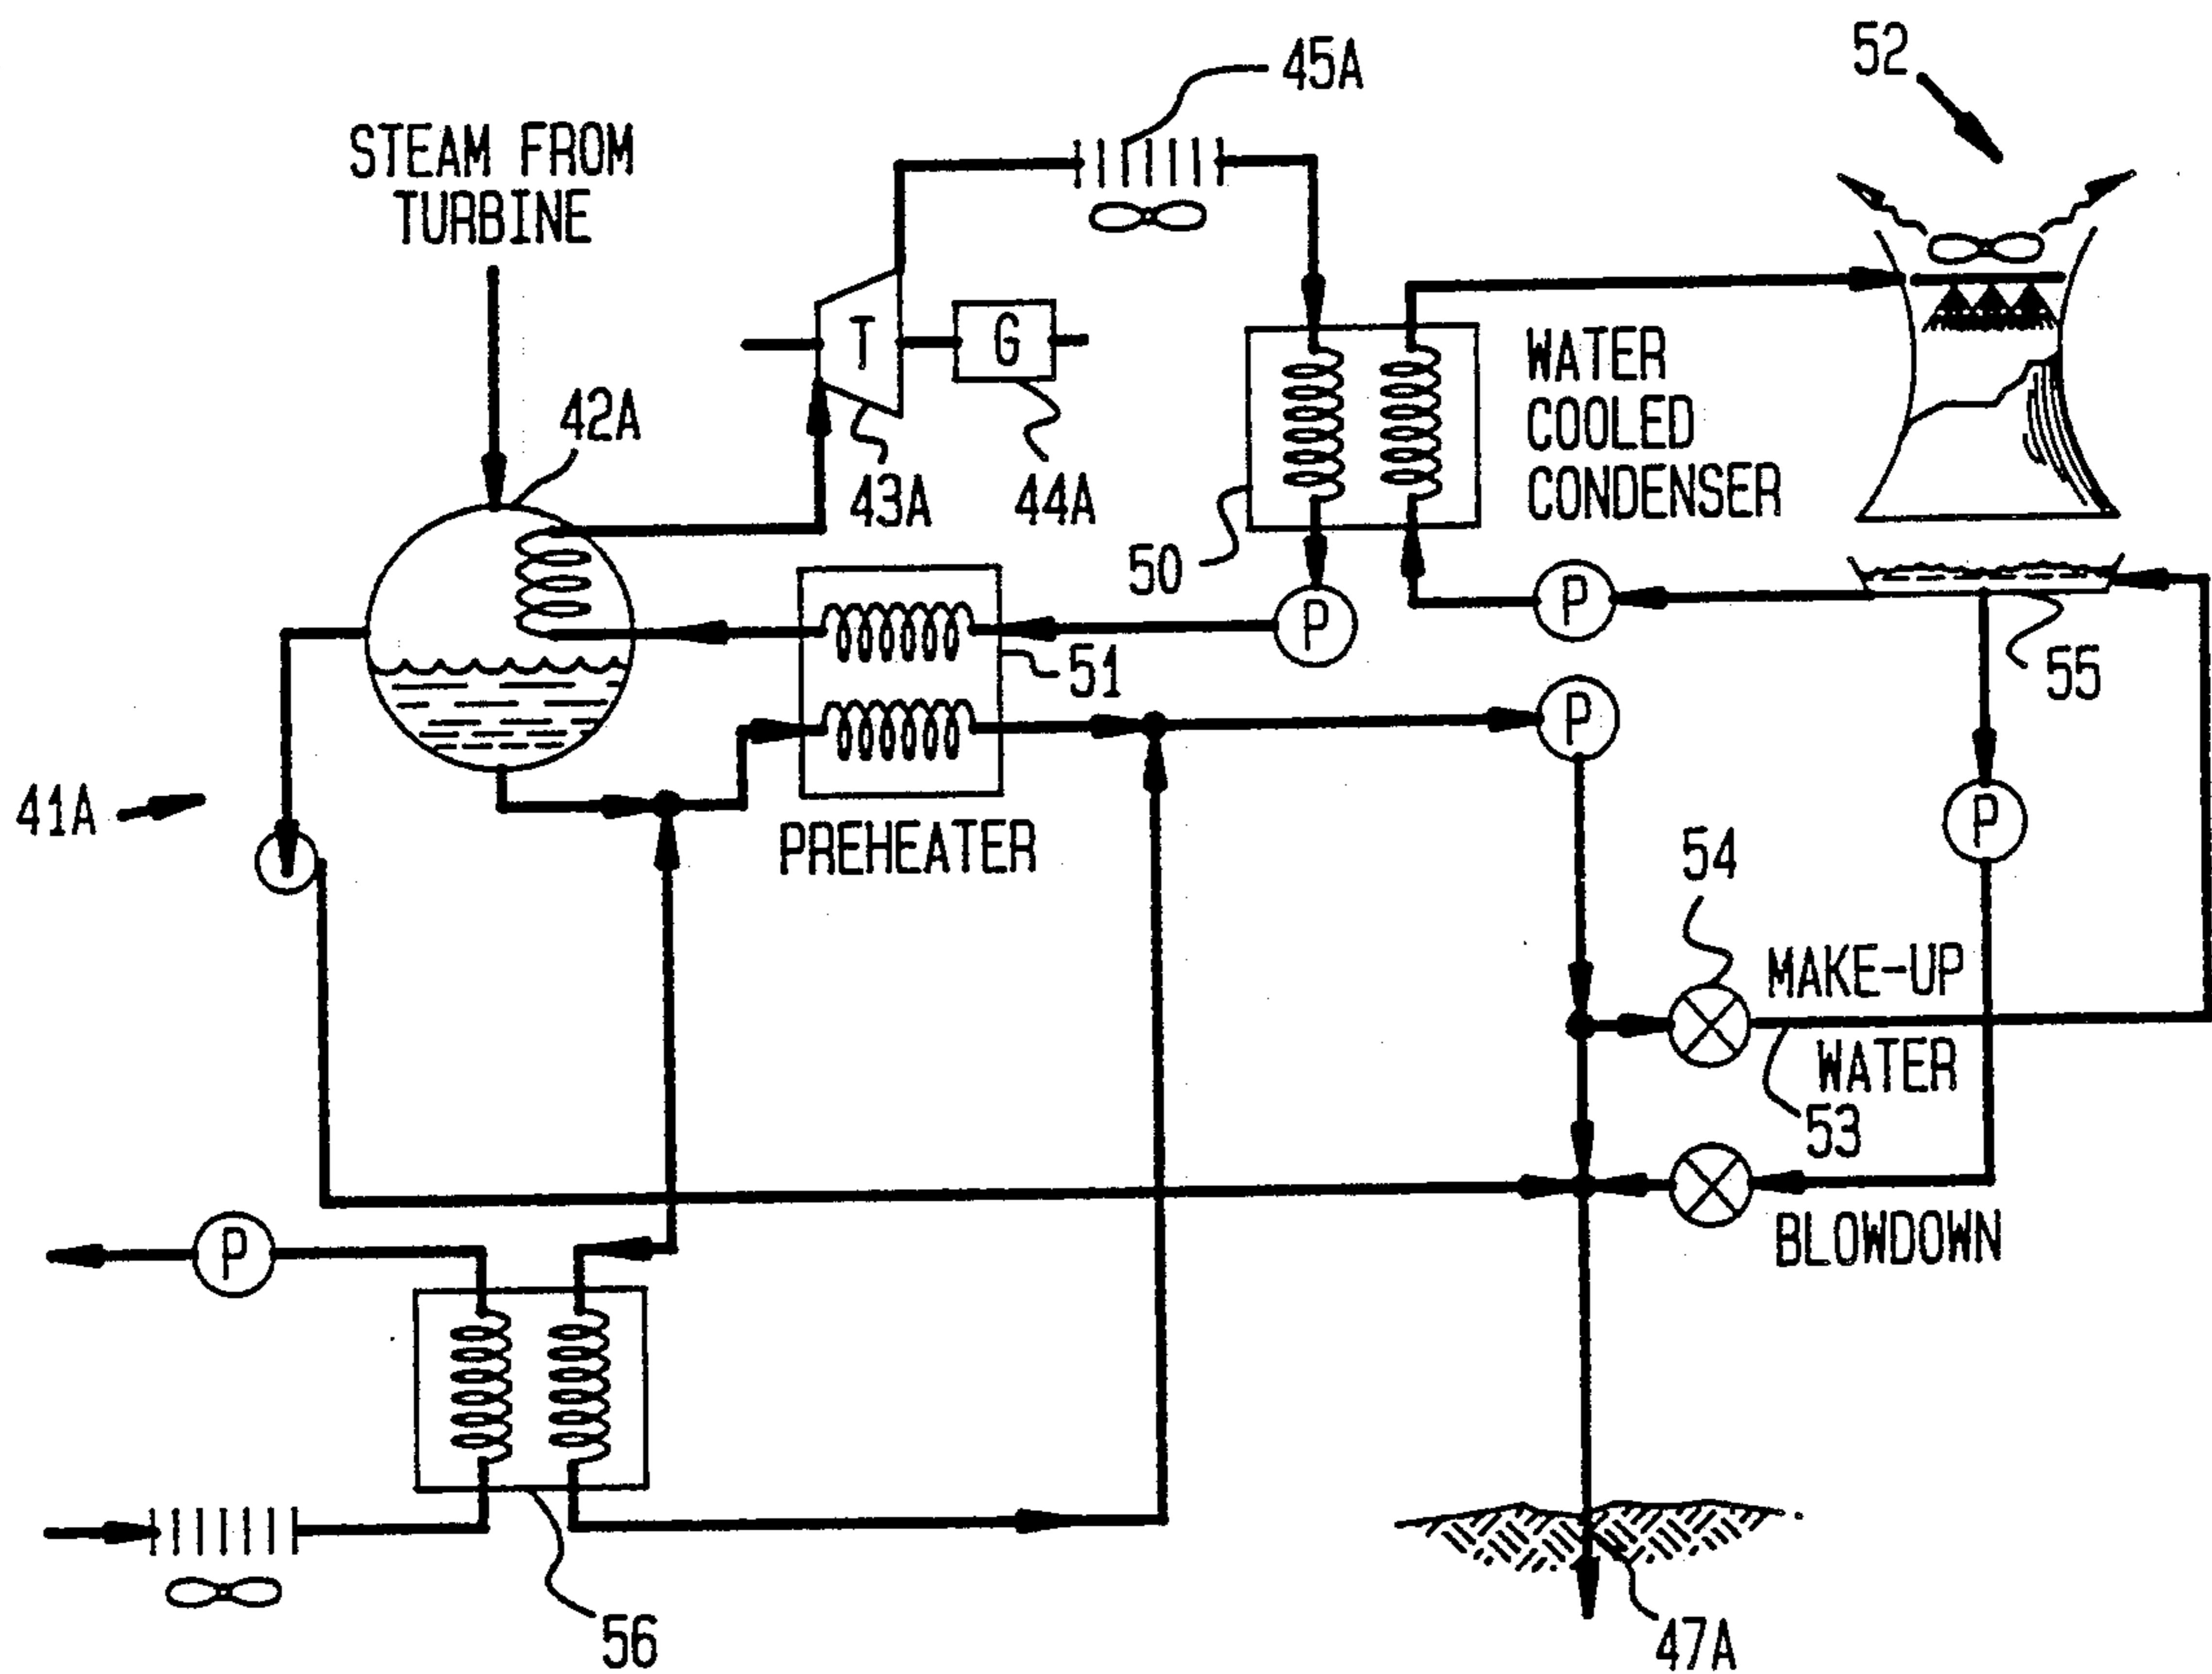 52
45A
STEAM FROM
TURBINE
T
G
42A
43A
44A
WATER
COOLED
CONDENSER
50
P
P
51
55
P
41A
PREHEATER
P
54
MAKE-UP
WATER
53
P
BLOWDOWN
56
47A